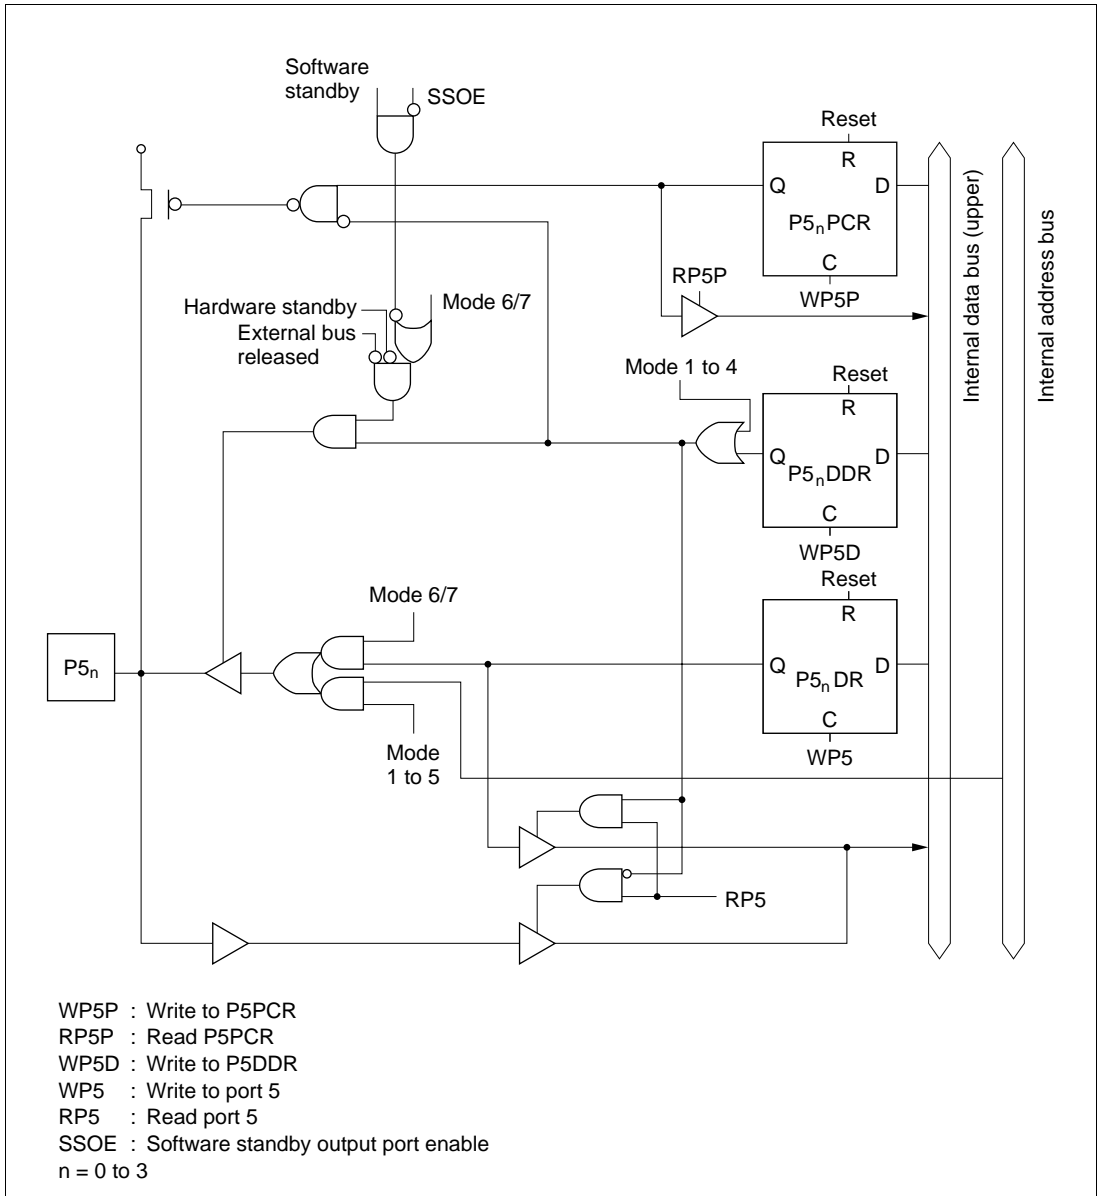 Software
standby
SSOE
Reset
R
Q
D
P5nPCR
C
WP5P
RP5P
Internal data bus (upper)
Internal address bus
Hardware standby
Mode 6/7
External bus
released
Mode 1 to 4
Reset
R
Q
D
P5nDDR
C
WP5D
Reset
Mode 6/7
R
P5n
Q
D
P5n DR
C
Mode
1 to 5
WP5
RP5
WP5P : Write to P5PCR
RP5P : Read P5PCR
WP5D : Write to P5DDR
WP5 : Write to port 5
RP5 : Read port 5
SSOE : Software standby output port enable
n = 0 to 3